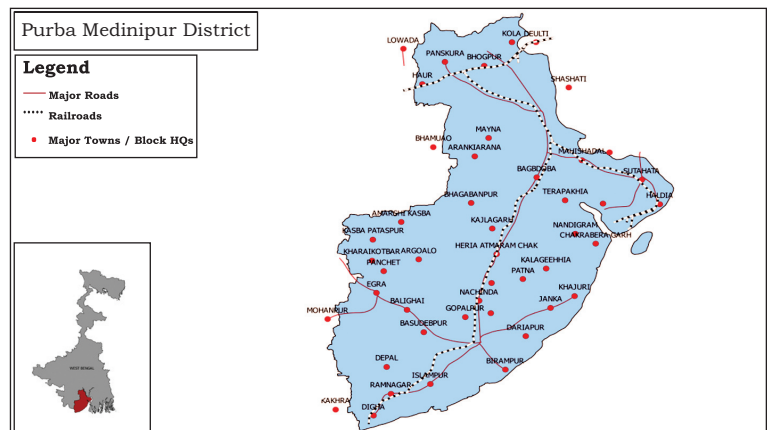 Purba Medinipur District
Legend
Major Roads
Railroads
Major Towns / Block HQs
LOWADA
KOLA
DEULTI
PANSKURA
BHOGPUR
HAUR
SHASHATI
MAYNA
BHAMUAO
ARANKIARANA
MAHISHADAL
BAGBDOBA
SUTAHATA
BHAGABANPUR
TERAPAKHIA
HALDIA
AMARSHI KASBA
KAJLAGARH
NANDIGRAM
KASBA PATASPUR
CHAKRABERA GARH
KHARAIKOTBAR
ARGOALO
HERIA ATMARAM CHAK
PANCHET
KALAGEEHHIA
PATNA
EGRA
NACHINDA
KHAJURI
BALIGHAI
JANKA
MOHANPUR
GOPALPUR
BASUDEBPUR
DARIAPUR
DEPAL
BIRAMPUR
WEST BENGAL
ISLAMPUR
RAMNAGAR
KAKHRA
DIGHA